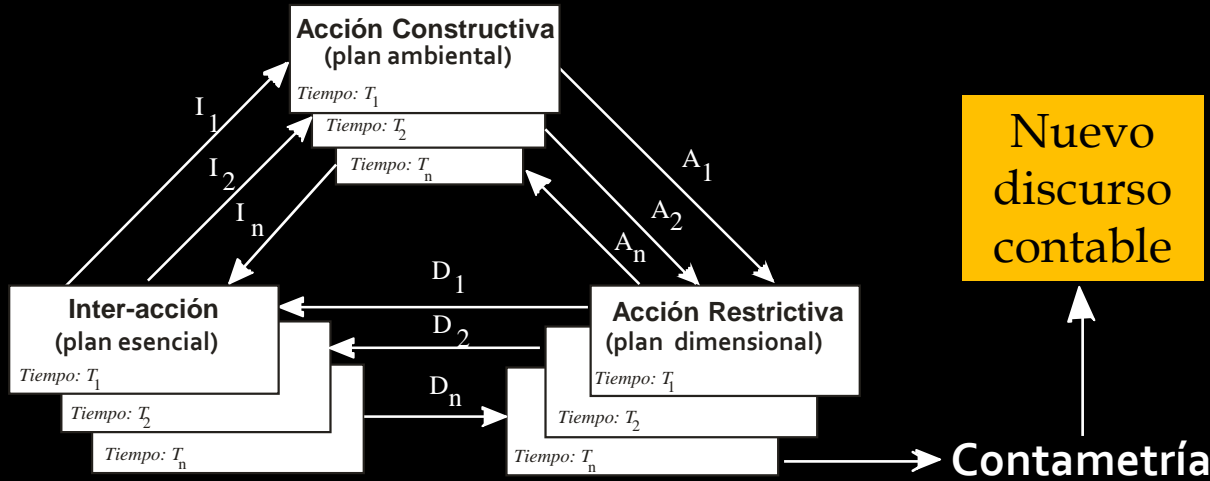 Acción Constructiva
(plan ambiental)
Tiempo: T1
Tiempo: T2
Tiempo: Tn
I1
I2
In
A1
A2
An
D1
D2
Dn
Inter-acción
(plan esencial)
Tiempo: T1
Tiempo: T2
Tiempo: Tn
Acción Restrictiva
(plan dimensional)
Tiempo: T1
Tiempo: T2
Tiempo: Tn
Nuevo
discurso
contable
Contametría